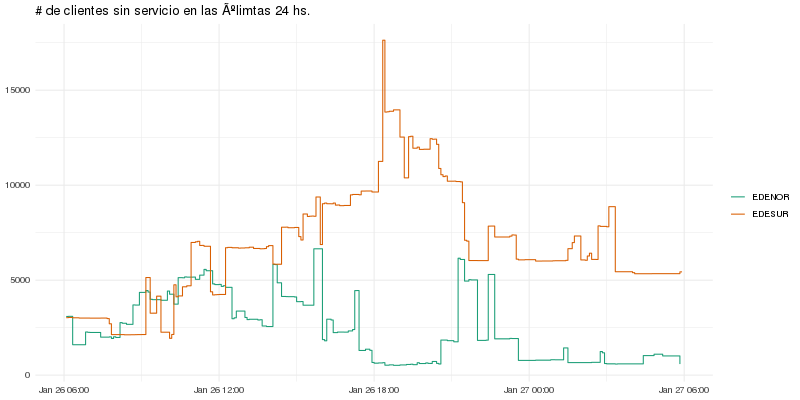 # de clientes sin servicio en las Ãºlimtas 24 hs.
15000
10000
5000
0
Jan 26 06:00 Jan 26 12:00 Jan 26 18:00 Jan 27 00:00 Jan 27 06:00
EDENOR
EDESUR